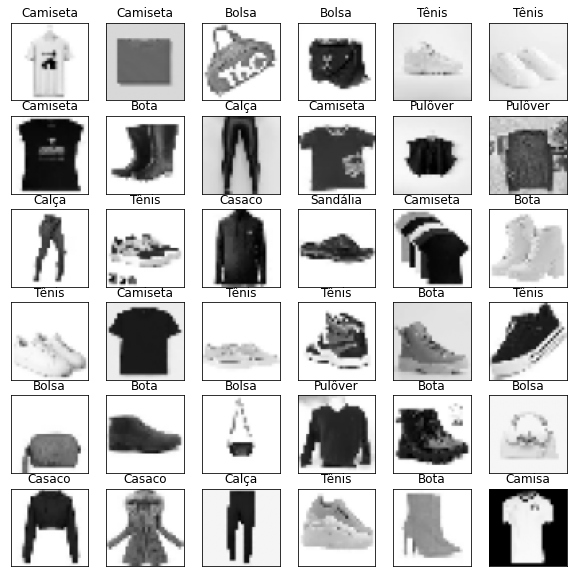 Camiseta Camiseta Bolsa Bolsa Tênis Tênis
Camiseta Bota Calça Camiseta Pulôver Pulôver
Calça Tênis Casaco Sandália Camiseta Bota
Tênis Camiseta Tênis Tênis Bota Tênis
Bolsa Bota Bolsa Pulôver Bota Bolsa
Casaco Casaco Calça Tênis Bota Camisa